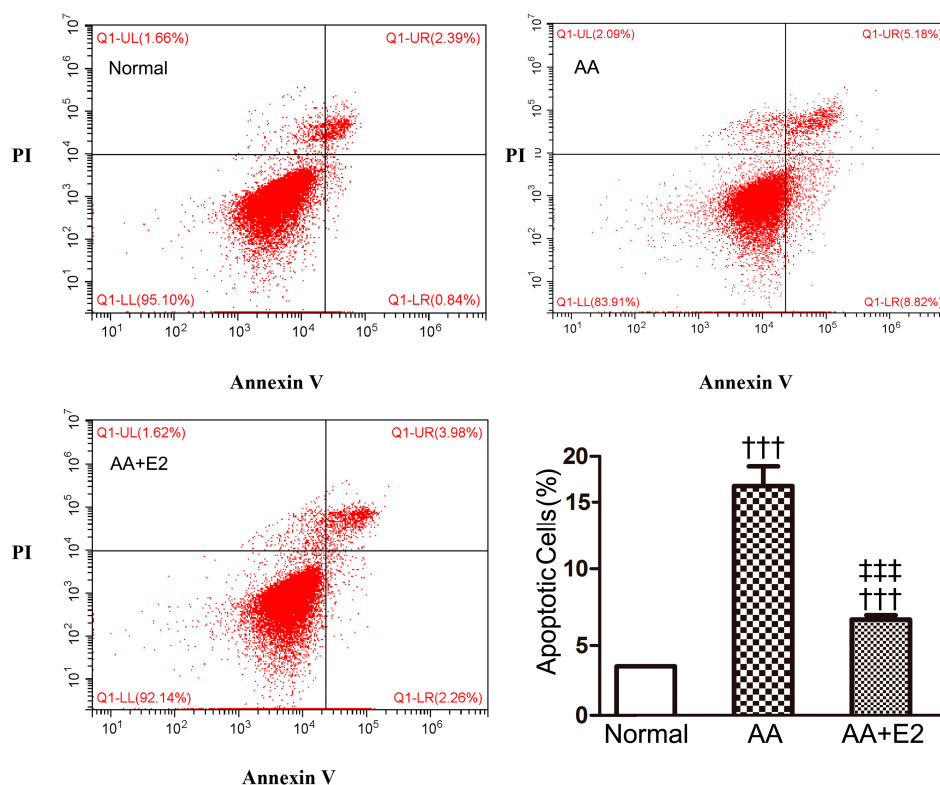 Q1-UL(1.66%) Q1-UR(2.39%)
Normal
PI
10^7
10^6
10^5
10^4
10^3
10^2
10^1
Q1-LL(95.10%) Q1-LR(0.84%)
10^1 10^2 10^3 10^4 10^5 10^6
Annexin V
Q1-UL(2.09%) Q1-UR(5.18%)
AA
PI
10^7
10^6
10^5
10^4
10^3
10^2
10^1
Q1-LL(83.91%) Q1-LR(8.82%)
10^1 10^2 10^3 10^4 10^5 10^6
Annexin V
Q1-UL(1.62%) Q1-UR(3.98%)
AA+E2
PI
10^7
10^6
10^5
10^4
10^3
10^2
10^1
Q1-LL(92.14%) Q1-LR(2.26%)
10^1 10^2 10^3 10^4 10^5 10^6
Annexin V
Apoptotic Cells(%)
20
15
10
5
0
†††
‡‡‡
†††
Normal AA AA+E2